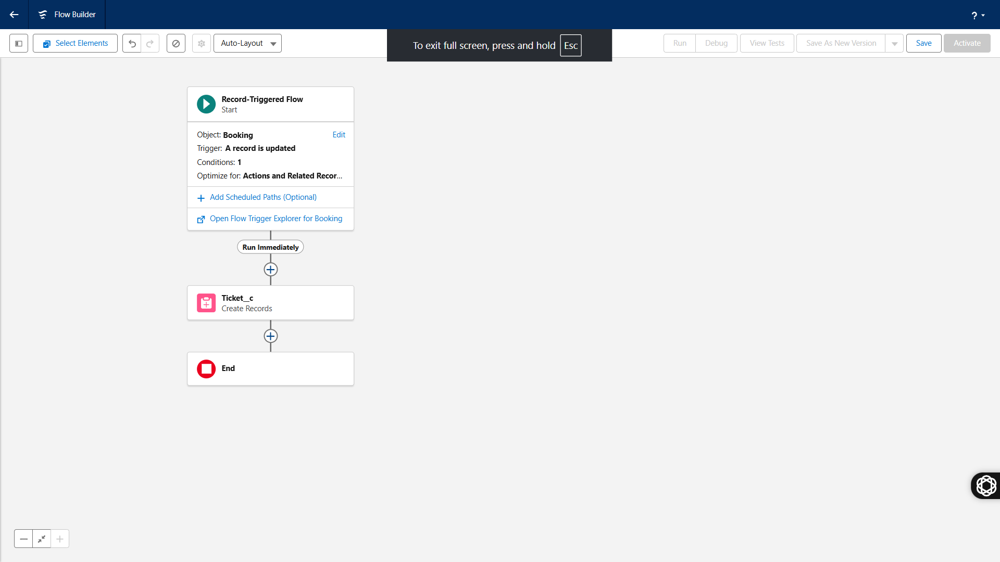 Flow Builder
?
Select Elements
Auto-Layout
To exit full screen, press and hold Esc
Run
Debug
View Tests
Save As New Version
Save
Activate
Record-Triggered Flow
Start
Object: Booking
Edit
Trigger: A record is updated
Conditions: 1
Optimize for: Actions and Related Recor...
Add Scheduled Paths (Optional)
Open Flow Trigger Explorer for Booking
Run Immediately
Ticket__c
Create Records
End